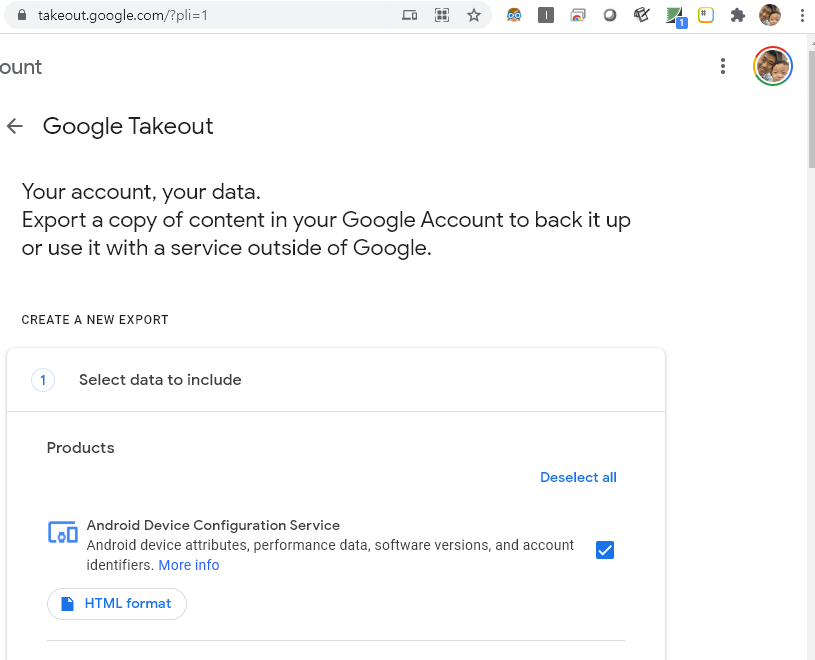 takeout.google.com/?pli=1
1
ount
Google Takeout
Your account, your data.
Export a copy of content in your Google Account to back it up
or use it with a service outside of Google.
CREATE A NEW EXPORT
1 Select data to include
Products
Deselect all
Android Device Configuration Service
Android device attributes, performance data, software versions, and account
identifiers. More info
HTML format